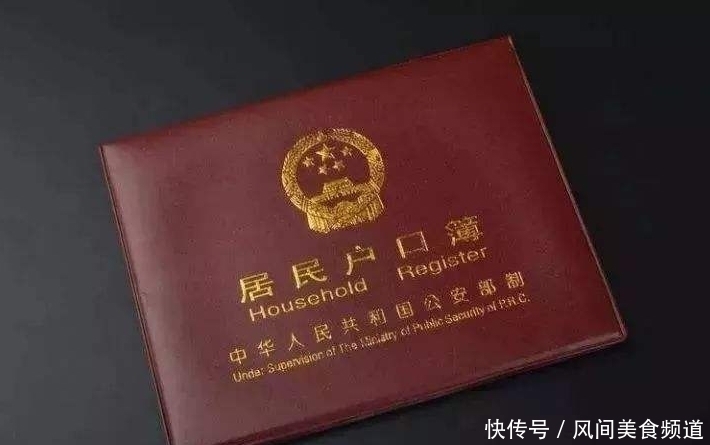 居民户口簿
Household Register
中华人民共和国公安部制
Under Supervision of The Ministry of Public Security of P.R.C.
快传号 / 风间美食频道